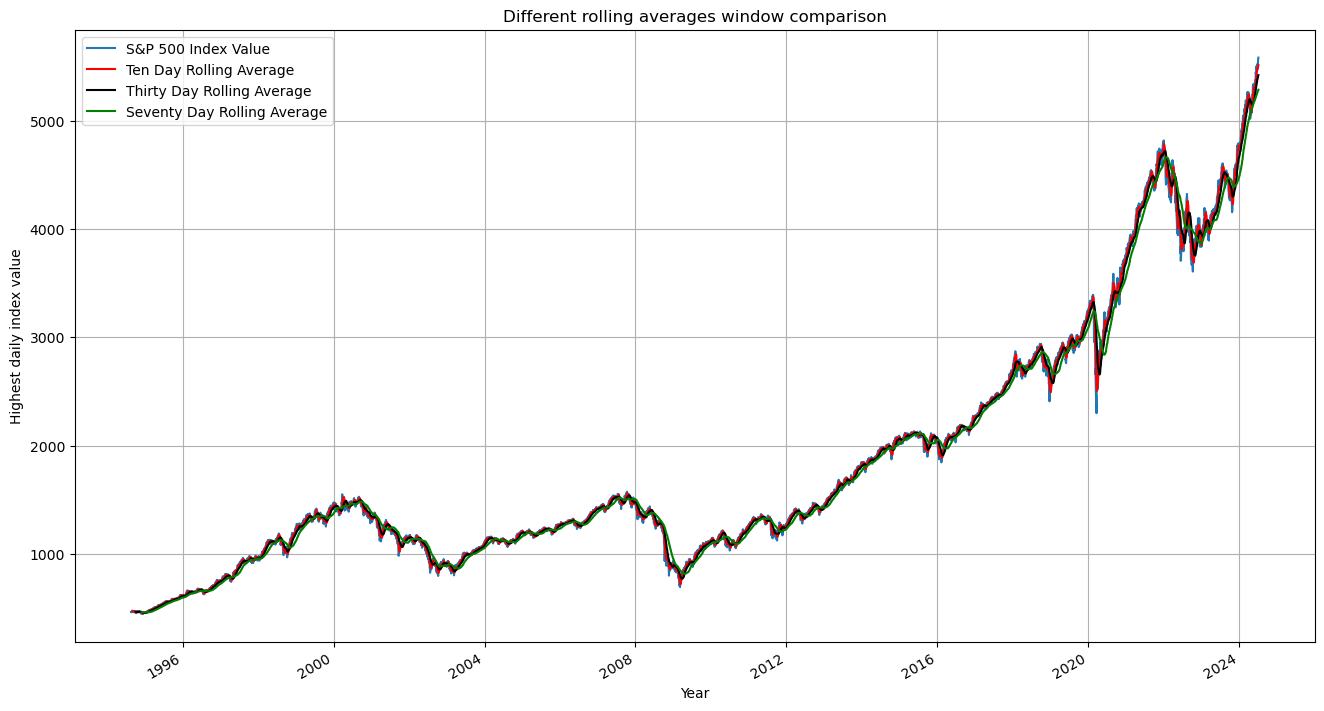 Different rolling averages window comparison
S&P 500 Index Value
Ten Day Rolling Average
Thirty Day Rolling Average
Seventy Day Rolling Average
Highest daily index value
5000
4000
3000
2000
1000
1996
2000
2004
2008
2012
2016
2020
2024
Year